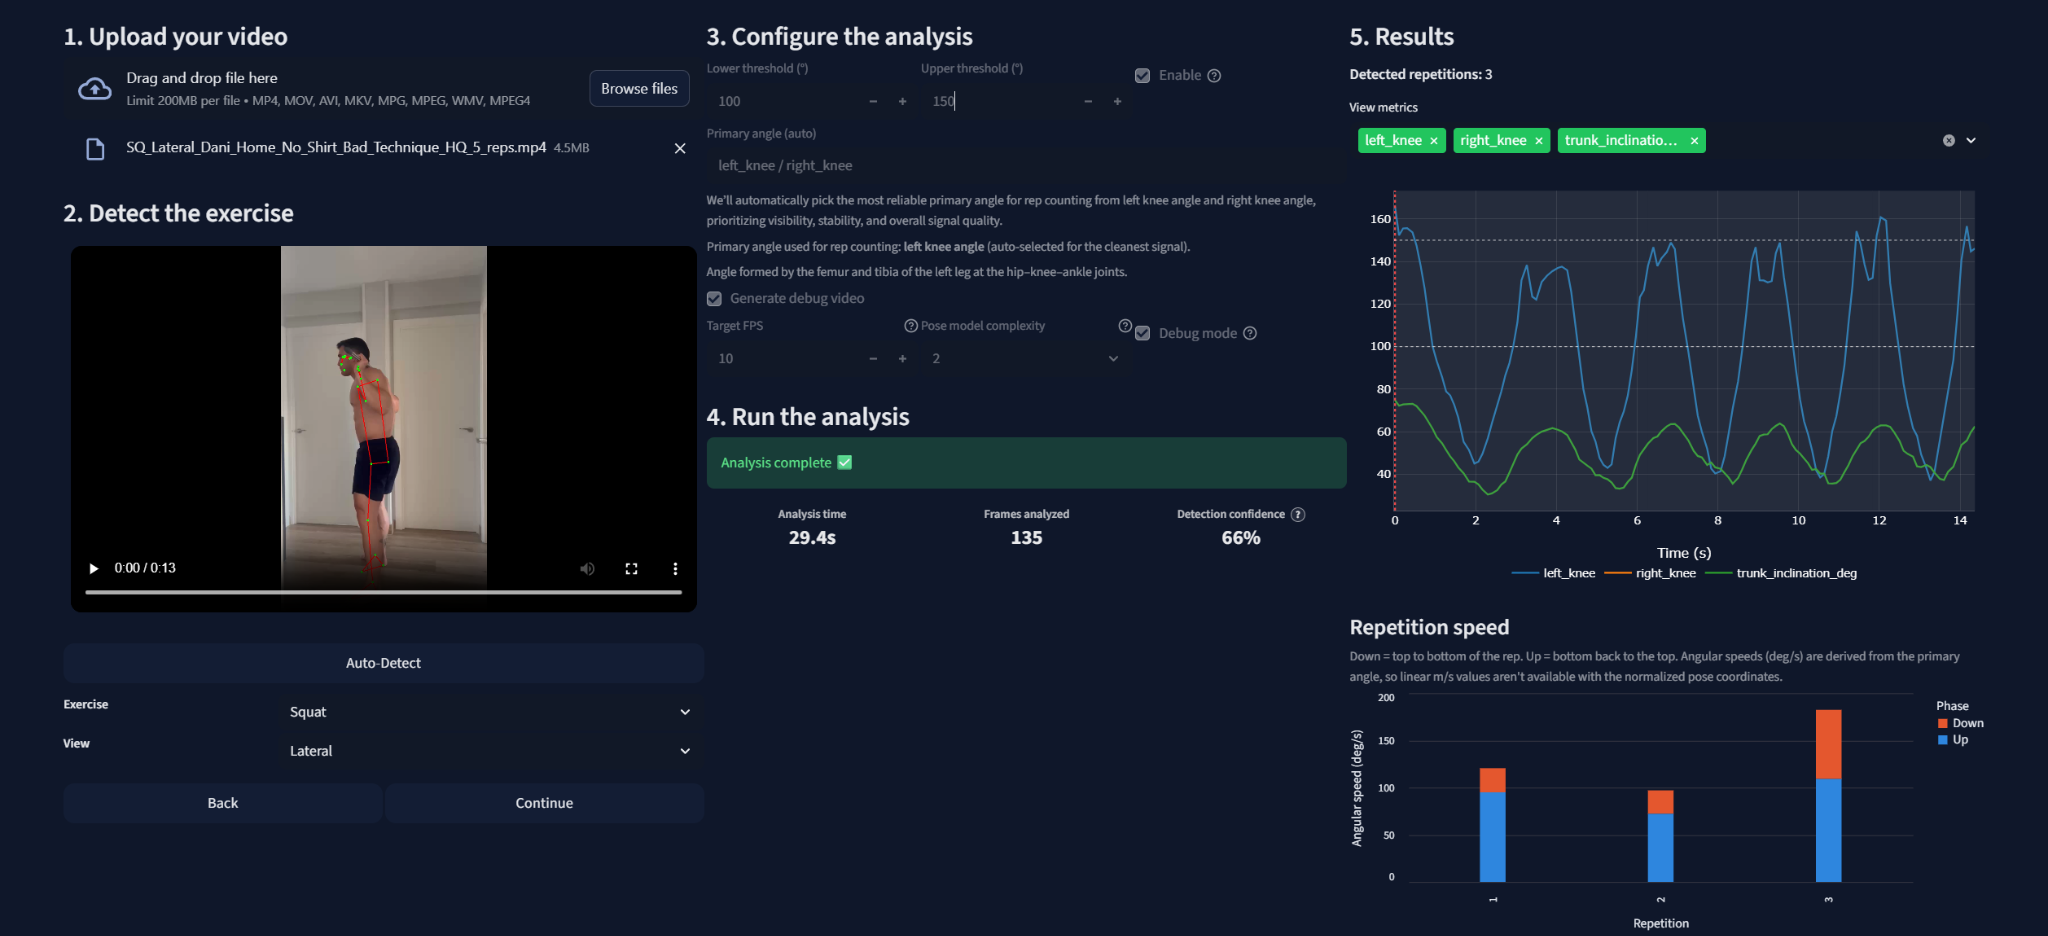 1. Upload your video
Drag and drop file here
Limit 200MB per file • MP4, MOV, AVI, MKV, MPG, MPEG, WMV, MPEG4
Browse files
SQ_Lateral_Dani_Home_No_Shirt_Bad_Technique_HQ_5_reps.mp4 4.5MB
2. Detect the exercise
0:00 / 0:13
Auto-Detect
Exercise
Squat
View
Lateral
Back
Continue
3. Configure the analysis
Lower threshold (°)
Upper threshold (°)
Enable
100
150
Primary angle (auto)
left_knee / right_knee
We'll automatically pick the most reliable primary angle for rep counting from left knee angle and right knee angle,
prioritizing visibility, stability, and overall signal quality.
Primary angle used for rep counting: left knee angle (auto-selected for the cleanest signal).
Angle formed by the femur and tibia of the left leg at the hip–knee–ankle joints.
Generate debug video
Target FPS
Pose model complexity
Debug mode
10
2
4. Run the analysis
Analysis complete ✅
Analysis time
29.4s
Frames analyzed
135
Detection confidence
66%
5. Results
Detected repetitions: 3
View metrics
left_knee
right_knee
trunk_inclinatio...
160
140
120
100
80
60
40
0 2 4 6 8 10 12 14
Time (s)
left_knee right_knee trunk_inclination_deg
Repetition speed
Down = top to bottom of the rep. Up = bottom back to the top. Angular speeds (deg/s) are derived from the primary
angle, so linear m/s values aren't available with the normalized pose coordinates.
200
150
100
50
0
Angular speed (deg/s)
Phase
Down
Up
1 2 3
Repetition